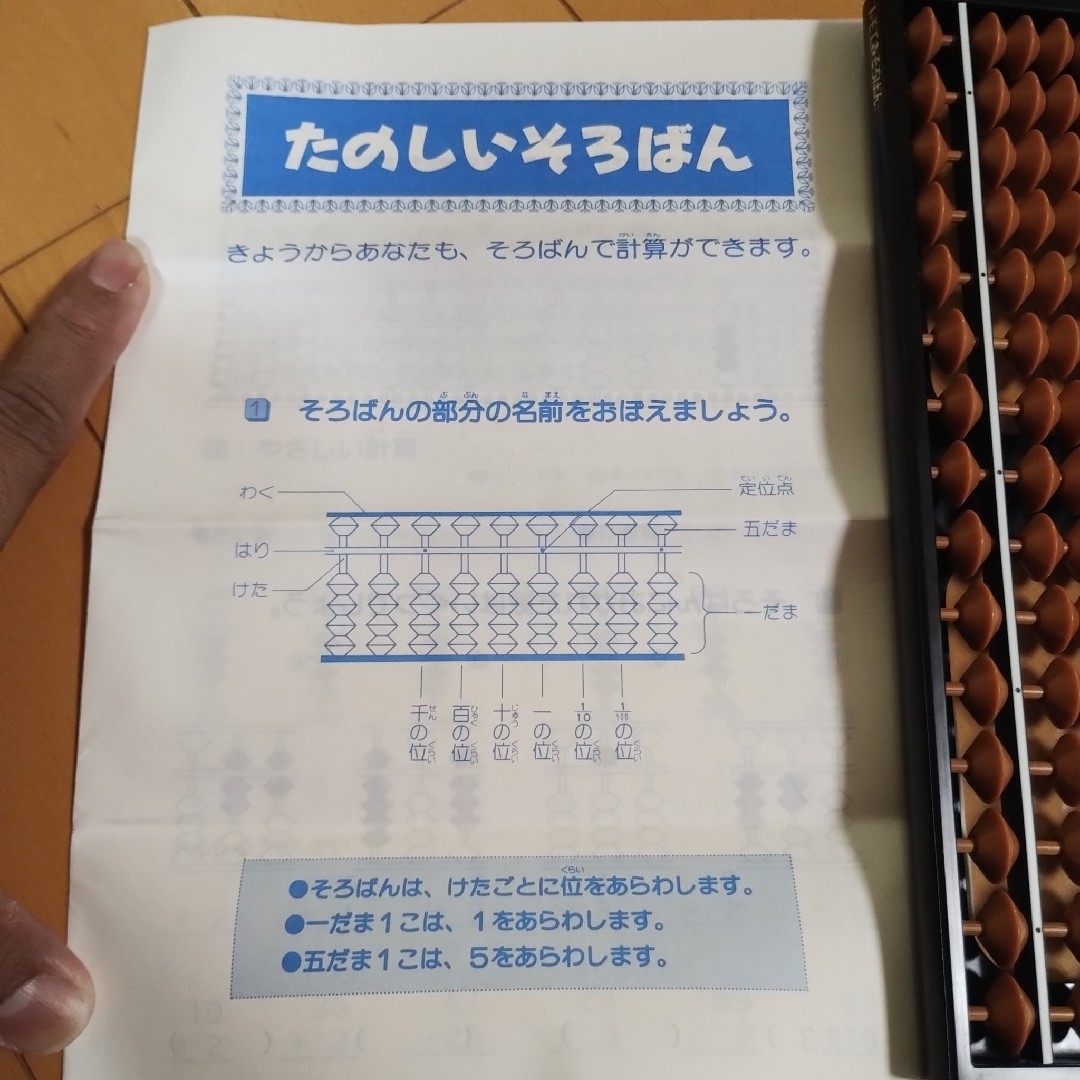 たのしいそろばん
きょうからあなたも、そろばんで計算ができます。
1 そろばんの部分の名前をおぼえましょう。
わく
定位点
五だま
はり
けた
一だま
千の位
百の位
十の位
一の位
1/10の位
1/100の位
●そろばんは、けたごとに位をあらわします。
●一だま1こは、1をあらわします。
●五だま1こは、5をあらわします。